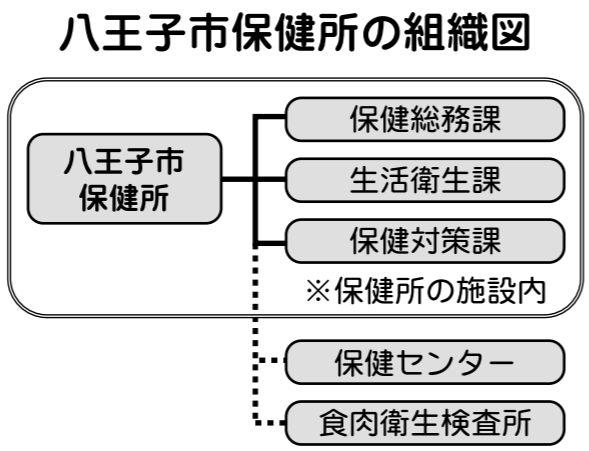 八王子市保健所の組織図
八王子市
保健所
保健総務課
生活衛生課
保健対策課
※保健所の施設内
保健センター
食肉衛生検査所